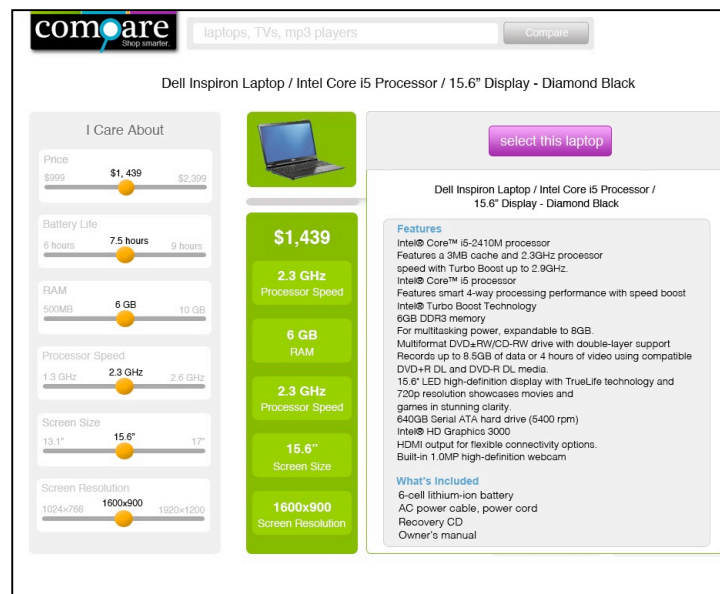 compare
Shop smarter.
laptops, TVs, mp3 players
Compare
Dell Inspiron Laptop / Intel Core i5 Processor / 15.6” Display - Diamond Black
I Care About
Price
$1, 439
$999
$2,399
Battery Life
7.5 hours
6 hours
9 hours
RAM
6 GB
500MB
10 GB
Processor Speed
2.3 GHz
1.3 GHz
2.6 GHz
Screen Size
15.6"
13.1"
17"
Screen Resolution
1600x900
1024×768
1920×1200
$1,439
2.3 GHz
Processor Speed
6 GB
RAM
2.3 GHz
Processor Speed
15.6”
Screen Size
1600x900
Screen Resolution
select this laptop
Dell Inspiron Laptop / Intel Core i5 Processor /
15.6” Display - Diamond Black
Features
Intel® Core™ i5-2410M processor
Features a 3MB cache and 2.3GHz processor
speed with Turbo Boost up to 2.9GHz.
Intel® Core™ i5 processor
Features smart 4-way processing performance with speed boost
Intel® Turbo Boost Technology
6GB DDR3 memory
For multitasking power, expandable to 8GB.
Multiformat DVD±RW/CD-RW drive with double-layer support
Records up to 8.5GB of data or 4 hours of video using compatible
DVD+R DL and DVD-R DL media.
15.6" LED high-definition display with TrueLife technology and
720p resolution showcases movies and
games in stunning clarity.
640GB Serial ATA hard drive (5400 rpm)
Intel® HD Graphics 3000
HDMI output for flexible connectivity options.
Built-in 1.0MP high-definition webcam
What's Included
6-cell lithium-ion battery
AC power cable, power cord
Recovery CD
Owner's manual